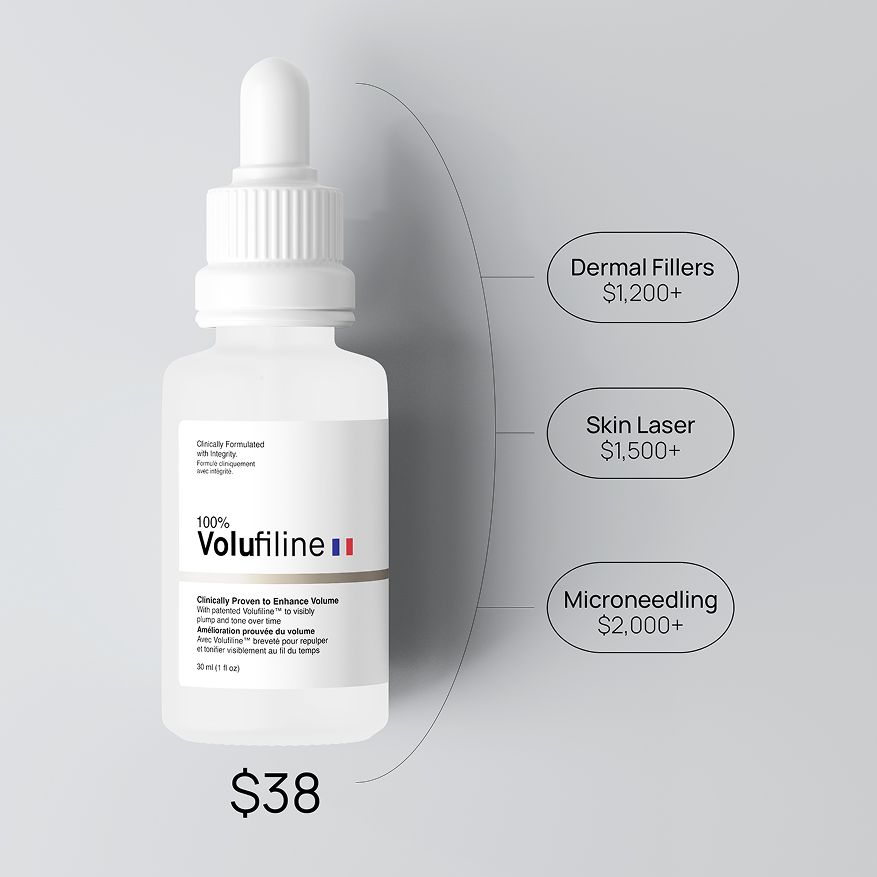 Clinically Formulated
with Integrity.
Formulé cliniquement
avec intégrité.
100%
Volufiline
Clinically Proven to Enhance Volume
With patented Volufiline™ to visibly
plump and tone over time
Amélioration prouvée du volume
Avec Volufiline™ breveté pour repulper
et tonifier visiblement au fil du temps
30 ml (1 fl oz)
$38
Dermal Fillers
$1,200+
Skin Laser
$1,500+
Microneedling
$2,000+